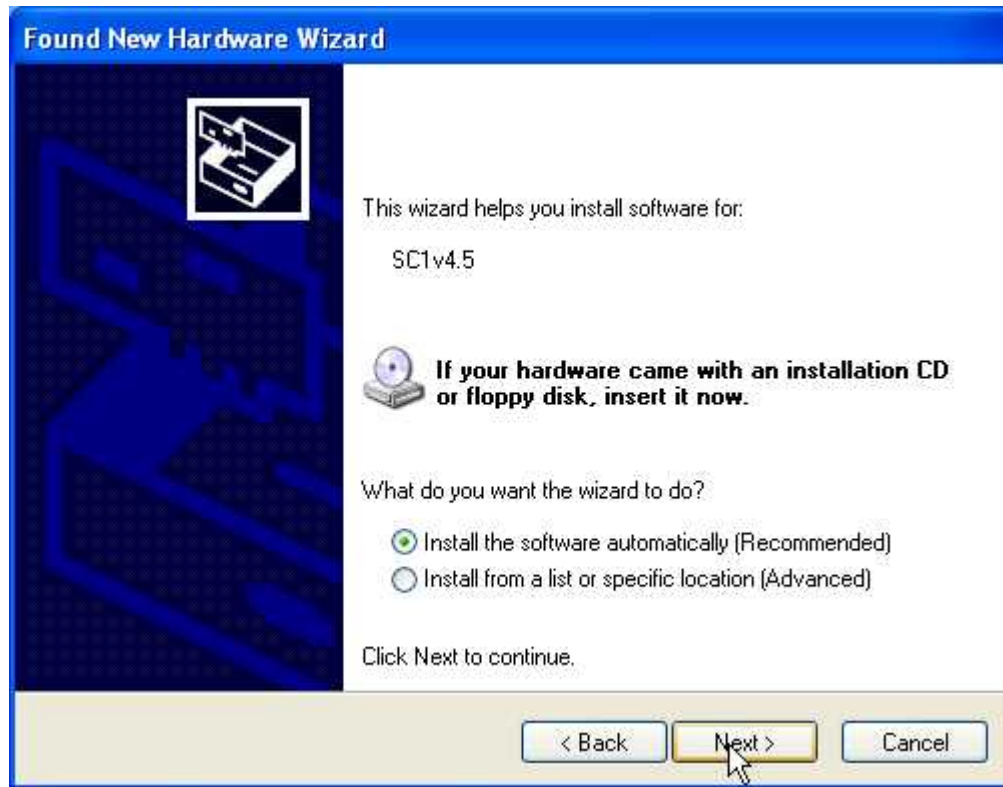 Found New Hardware Wizard
This wizard helps you install software for:
SC1v4.5
If your hardware came with an installation CD
or floppy disk, insert it now.
What do you want the wizard to do?
Install the software automatically (Recommended)
Install from a list or specific location (Advanced)
Click Next to continue.
< Back Next > Cancel